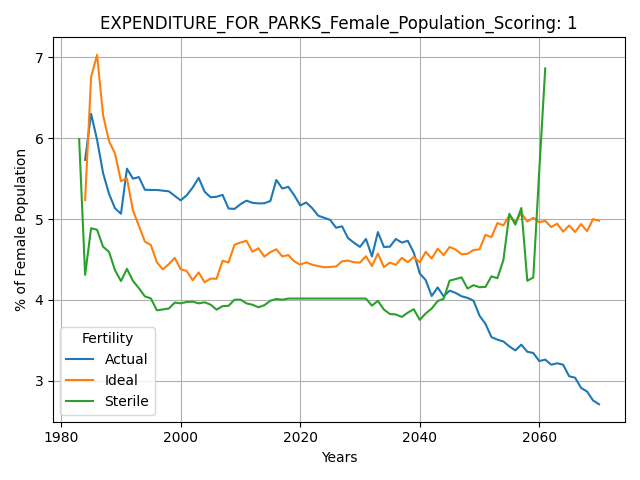 EXPENDITURE_FOR_PARKS_Female_Population_Scoring: 1
% of Female Population
7
6
5
4
3
Fertility
Actual
Ideal
Sterile
1980 2000 2020 2040 2060
Years